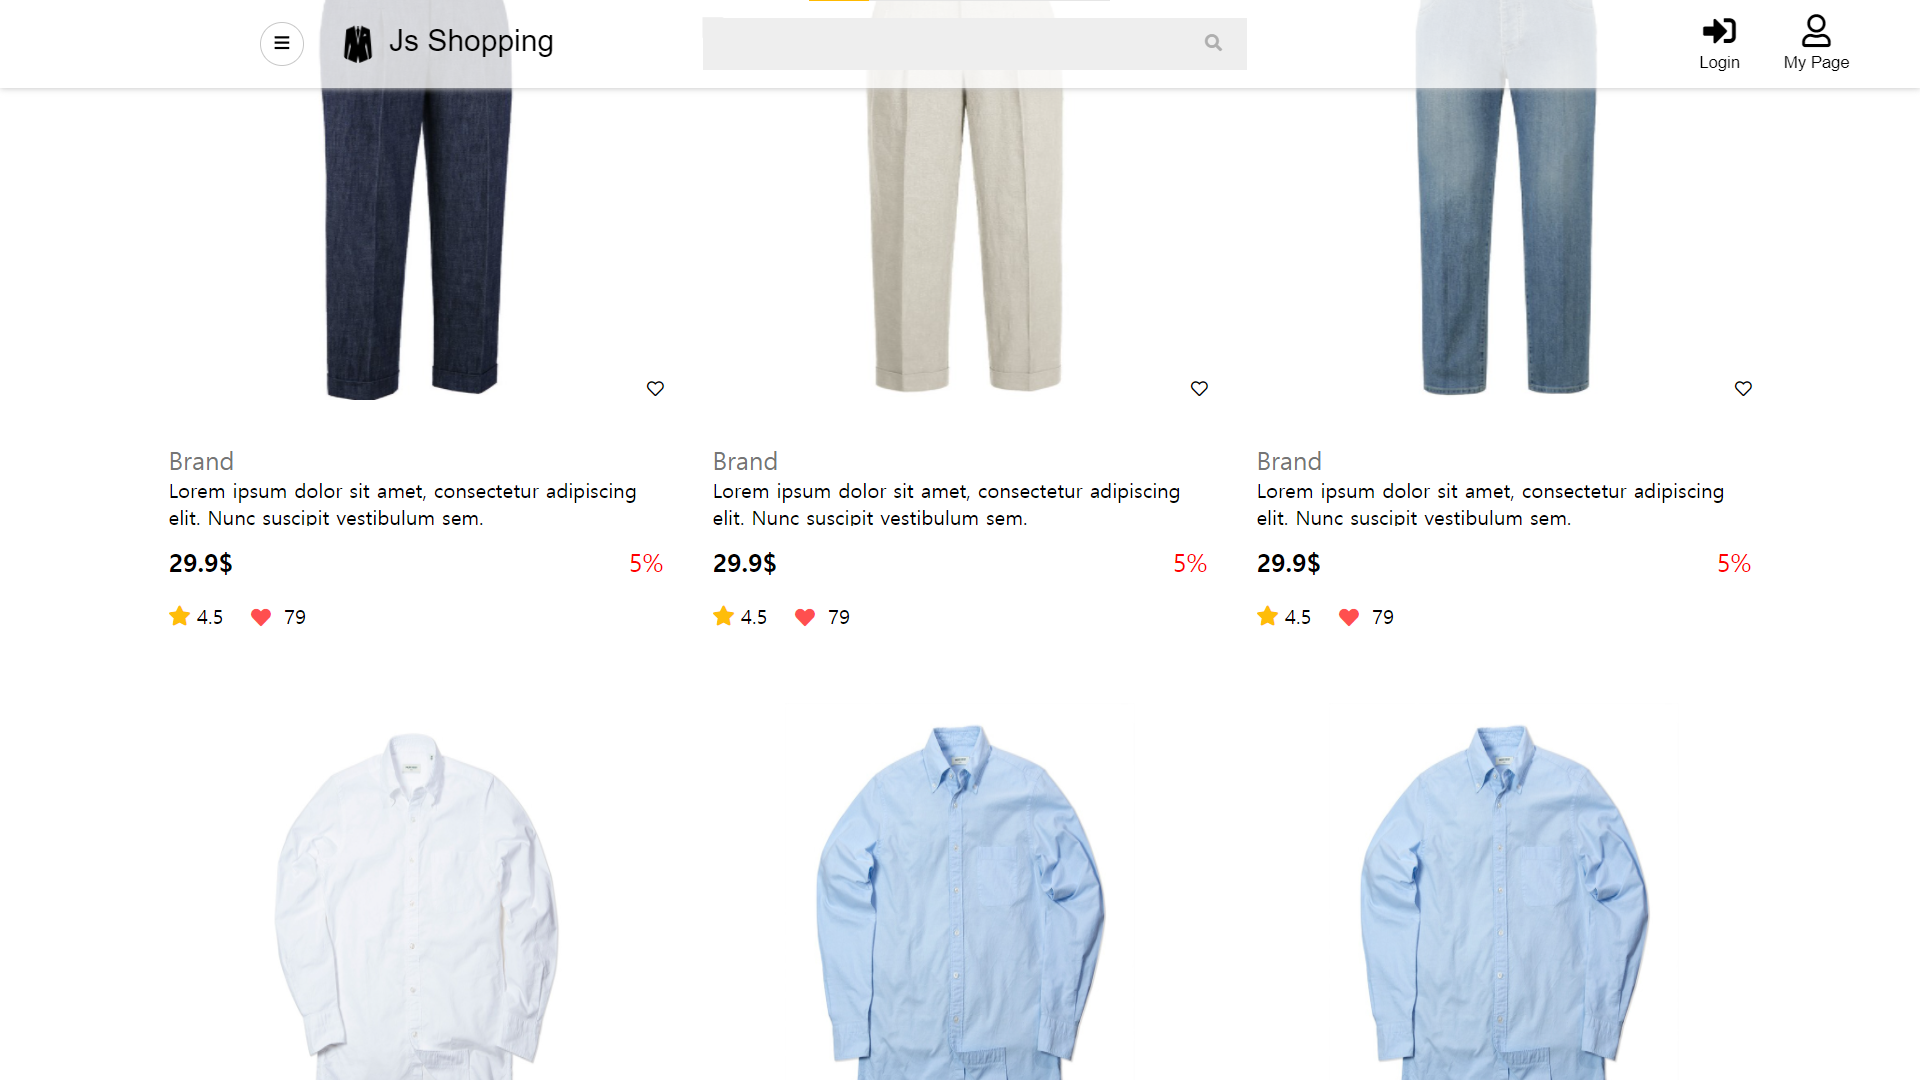 Js Shopping
Login
My Page
Brand
Lorem ipsum dolor sit amet, consectetur adipiscing
elit. Nunc suscipit vestibulum sem.
29.9$ 5%
4.5 79
Brand
Lorem ipsum dolor sit amet, consectetur adipiscing
elit. Nunc suscipit vestibulum sem.
29.9$ 5%
4.5 79
Brand
Lorem ipsum dolor sit amet, consectetur adipiscing
elit. Nunc suscipit vestibulum sem.
29.9$ 5%
4.5 79